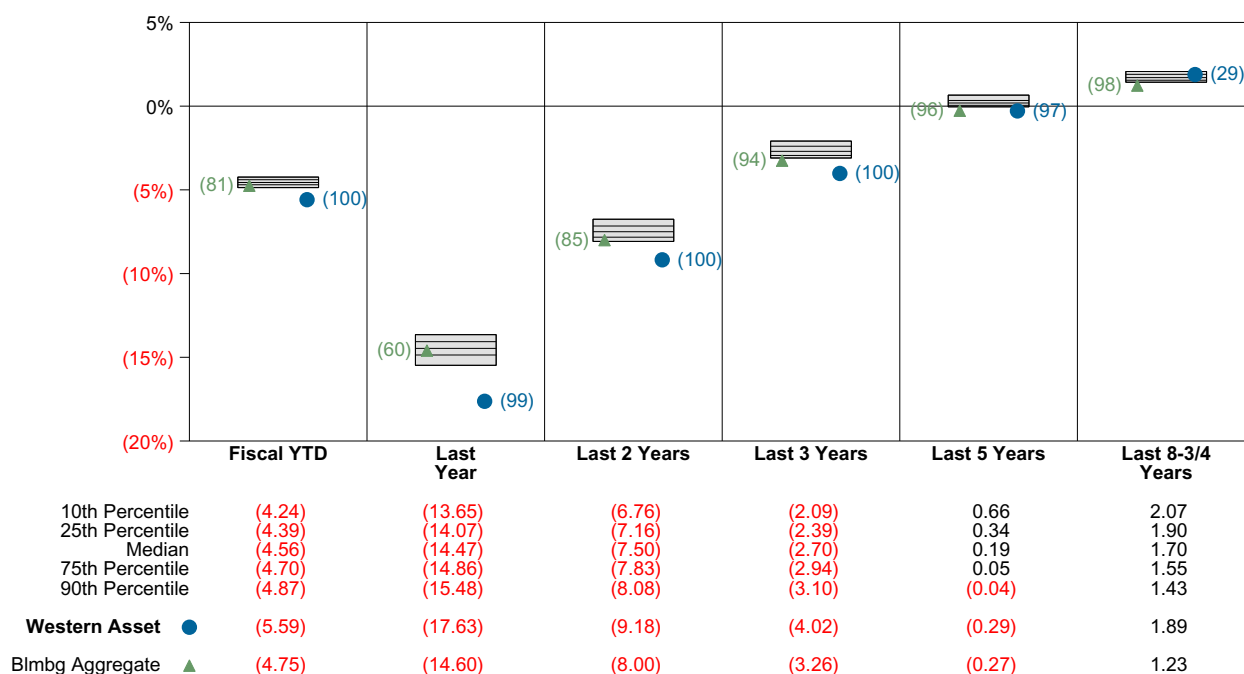 5%
0%
(5%)
(10%)
(15%)
(20%)
(81) (100)
(60) (99)
(85) (100)
(94) (100)
(96) (97)
(98) (29)
Fiscal YTD Last Year Last 2 Years Last 3 Years Last 5 Years Last 8-3/4 Years
10th Percentile (4.24) (13.65) (6.76) (2.09) 0.66 2.07
25th Percentile (4.39) (14.07) (7.16) (2.39) 0.34 1.90
Median (4.56) (14.47) (7.50) (2.70) 0.19 1.70
75th Percentile (4.70) (14.86) (7.83) (2.94) 0.05 1.55
90th Percentile (4.87) (15.48) (8.08) (3.10) (0.04) 1.43
Western Asset (5.59) (17.63) (9.18) (4.02) (0.29) 1.89
Blmbg Aggregate (4.75) (14.60) (8.00) (3.26) (0.27) 1.23